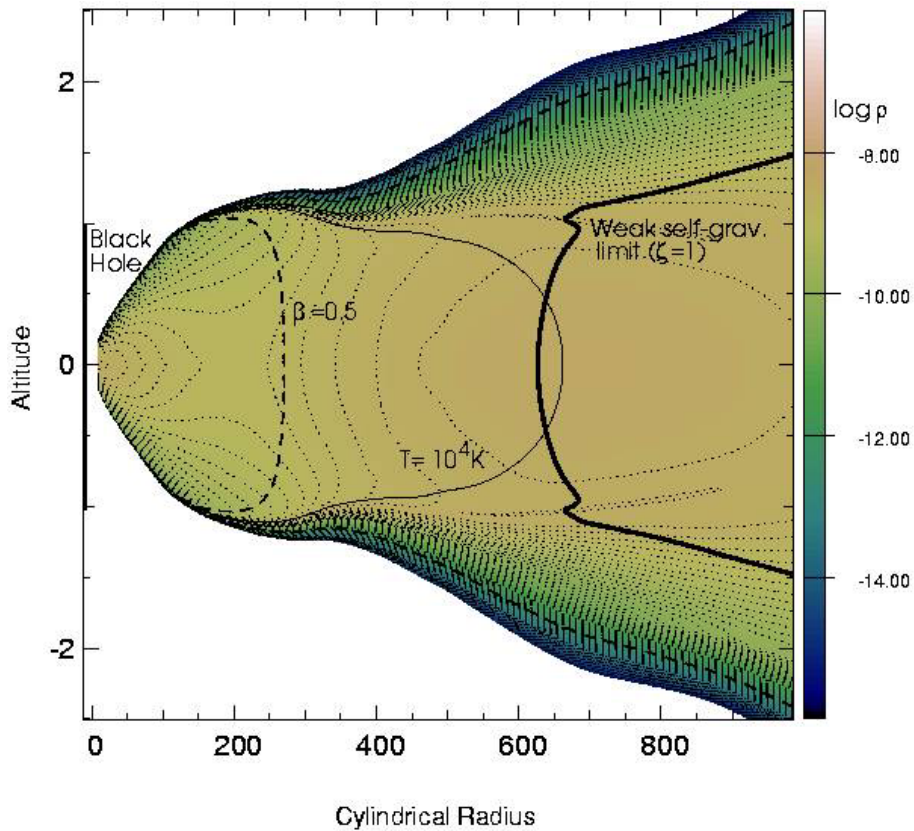 2
0
-2
Altitude
Black
Hole
β=0.5
T= 10⁴K
Weak self-grav.
limit (ζ=1)
0 200 400 600 800
Cylindrical Radius
log ρ
-8.00
-10.00
-12.00
-14.00